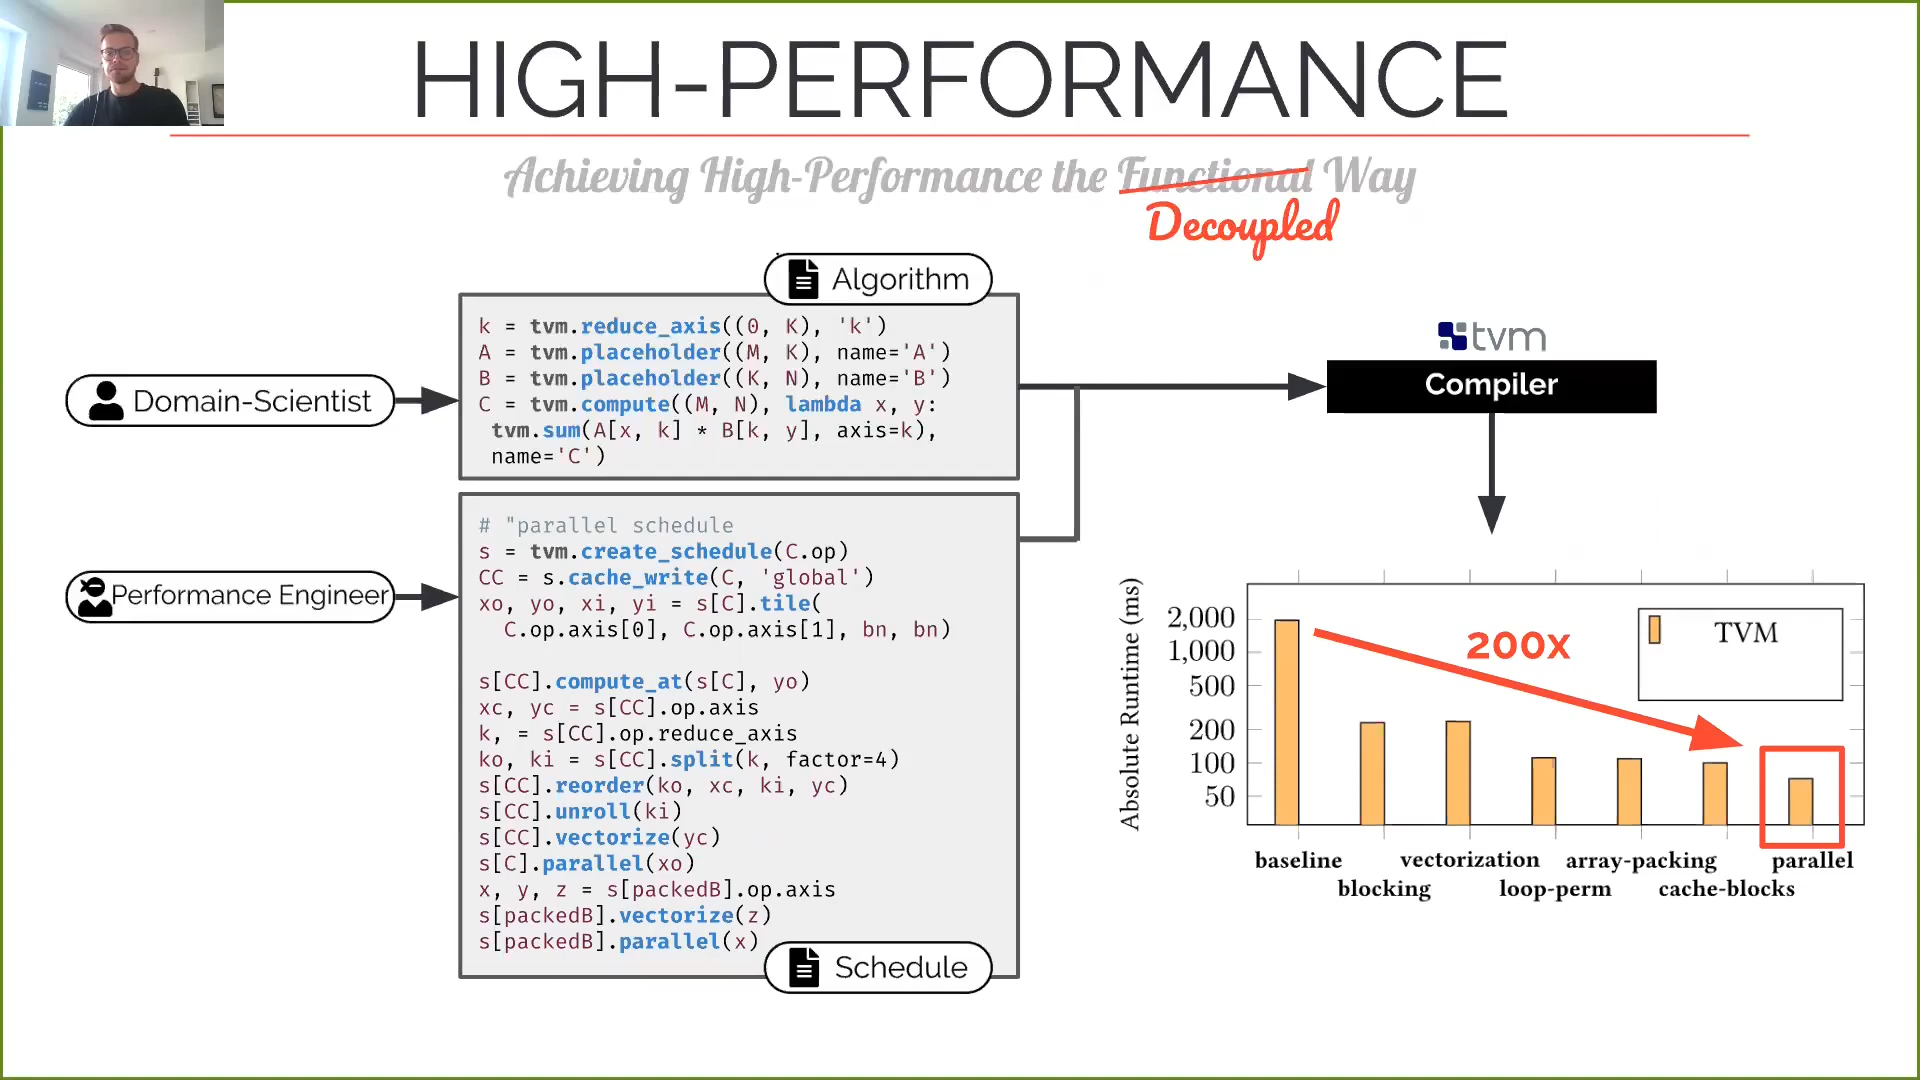 HIGH-PERFORMANCE
Achieving High-Performance the Functional Way
Decoupled
Algorithm
k = tvm.reduce_axis((0, K), 'k')
A = tvm.placeholder((M, K), name='A')
B = tvm.placeholder((K, N), name='B')
C = tvm.compute((M, N), lambda x, y:
tvm.sum(A[x, k] * B[k, y], axis=k),
name='C')
Domain-Scientist
# "parallel schedule
s = tvm.create_schedule(C.op)
CC = s.cache_write(C, 'global')
xo, yo, xi, yi = s[C].tile(
C.op.axis[0], C.op.axis[1], bn, bn)
s[CC].compute_at(s[C], yo)
xc, yc = s[CC].op.axis
k, = s[CC].op.reduce_axis
ko, ki = s[CC].split(k, factor=4)
s[CC].reorder(ko, xc, ki, yc)
s[CC].unroll(ki)
s[CC].vectorize(yc)
s[C].parallel(xo)
x, y, z = s[packedB].op.axis
s[packedB].vectorize(z)
s[packedB].parallel(x)
Schedule
Performance Engineer
tvm
Compiler
Absolute Runtime (ms)
2,000
1,000
500
200
100
50
200x
TVM
baseline
blocking
vectorization
loop-perm
array-packing
cache-blocks
parallel